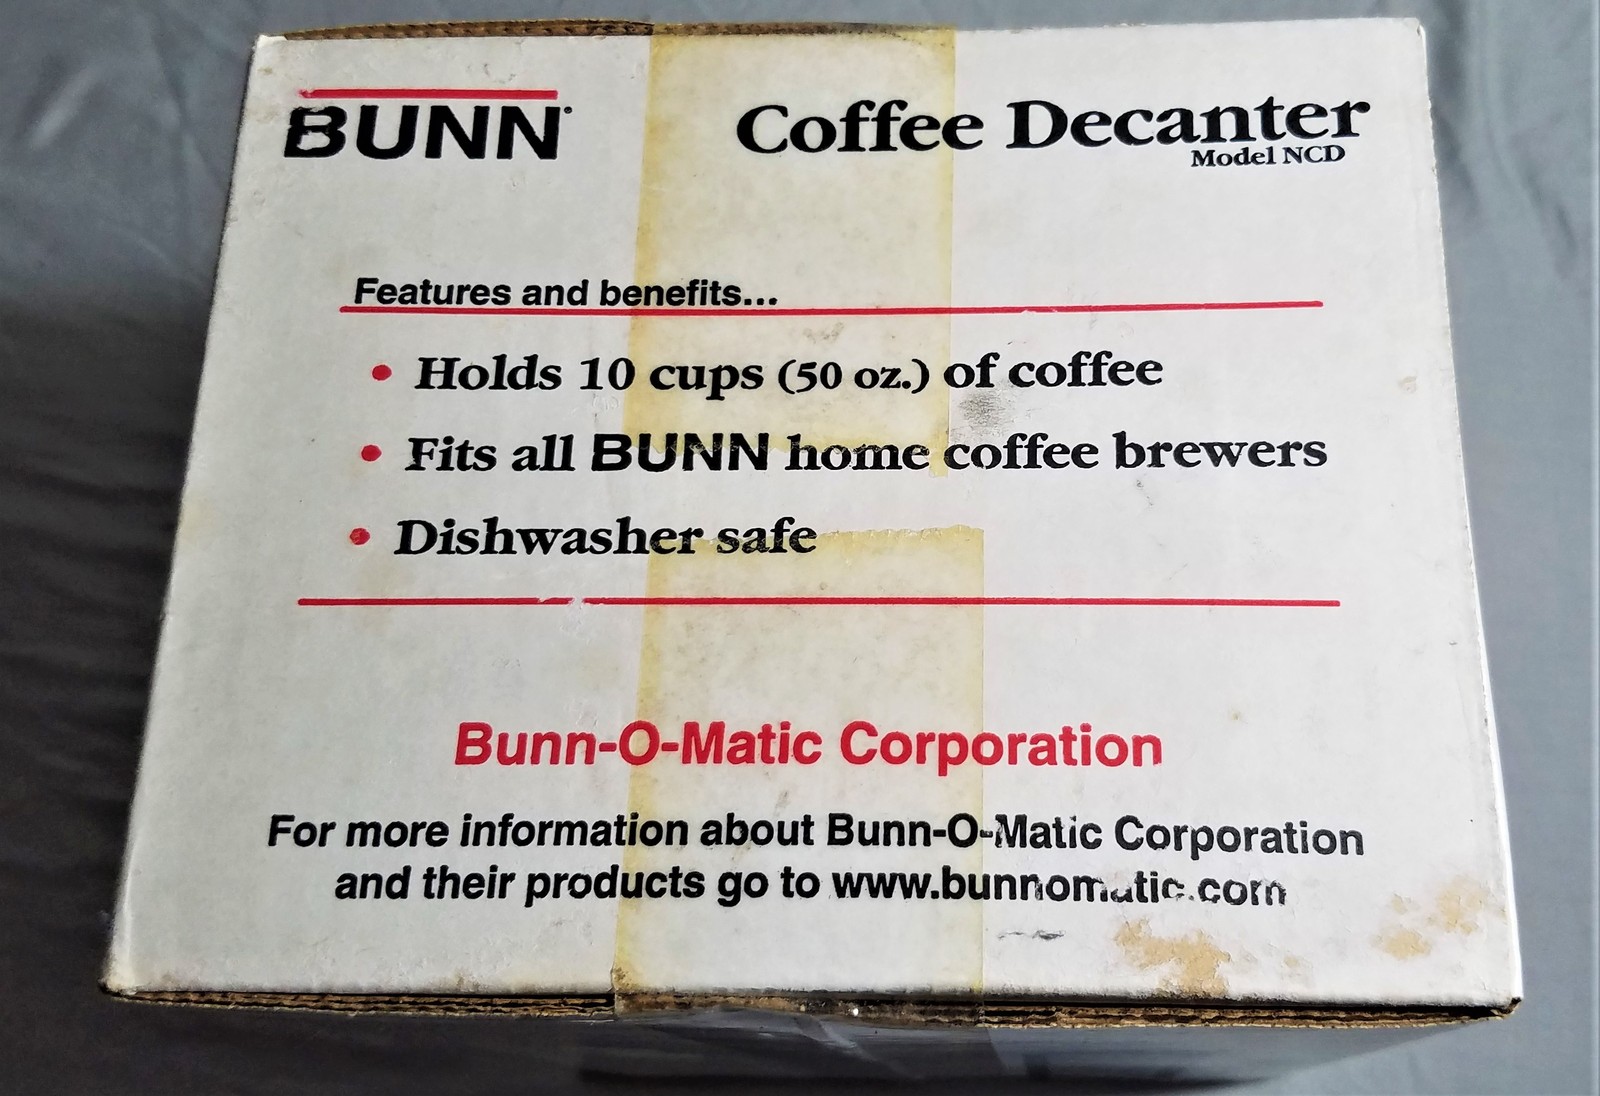 BUNN
Coffee Decanter
Model NCD
Features and benefits...
• Holds 10 cups (50 oz.) of coffee
• Fits all BUNN home coffee brewers
• Dishwasher safe
Bunn-O-Matic Corporation
For more information about Bunn-O-Matic Corporation
and their products go to www.bunnomatic.com